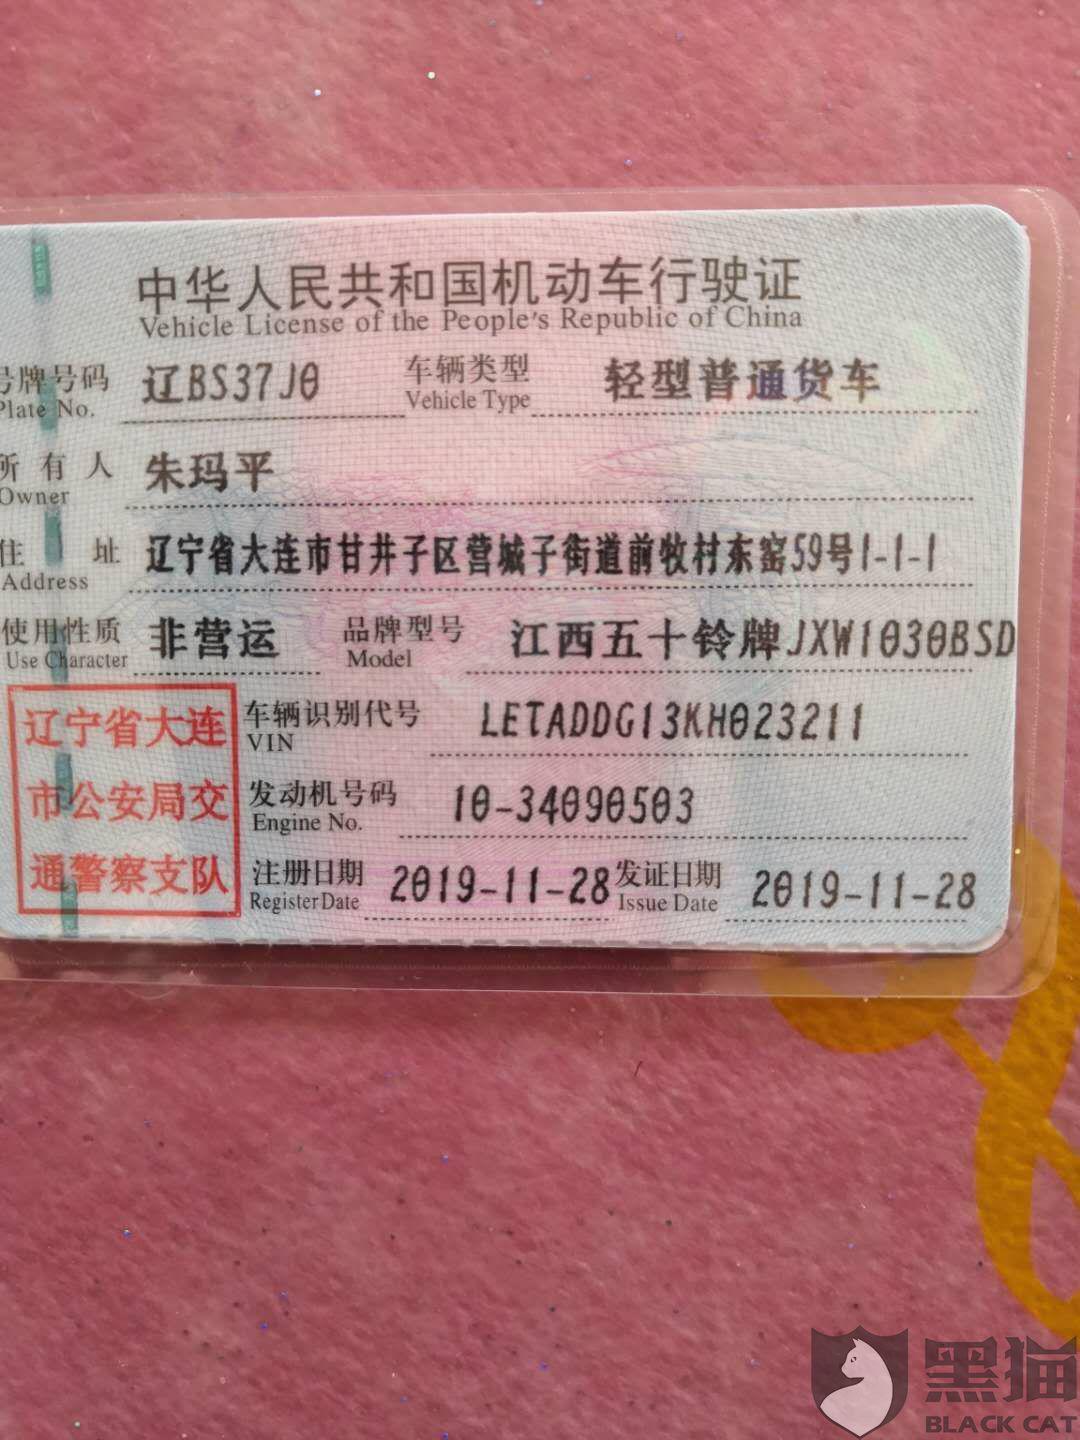 中华人民共和国机动车行驶证
Vehicle License of the People's Republic of China
号牌号码 辽BS37J0 车辆类型 轻型普通货车
Plate No. Vehicle Type
所有人 朱玛平
Owner
住址 辽宁省大连市甘井子区营城子街道前牧村东窑59号1-1-1
Address
使用性质 非营运 品牌型号 江西五十铃牌JXW1030BSD
Use Character Model
辽宁省大连
市公安局交
通警察支队
车辆识别代号 LETADDG13KH023211
VIN
发动机号码 10-34090503
Engine No.
注册日期 2019-11-28 发证日期 2019-11-28
Register Date Issue Date
黑猫
BLACK CAT